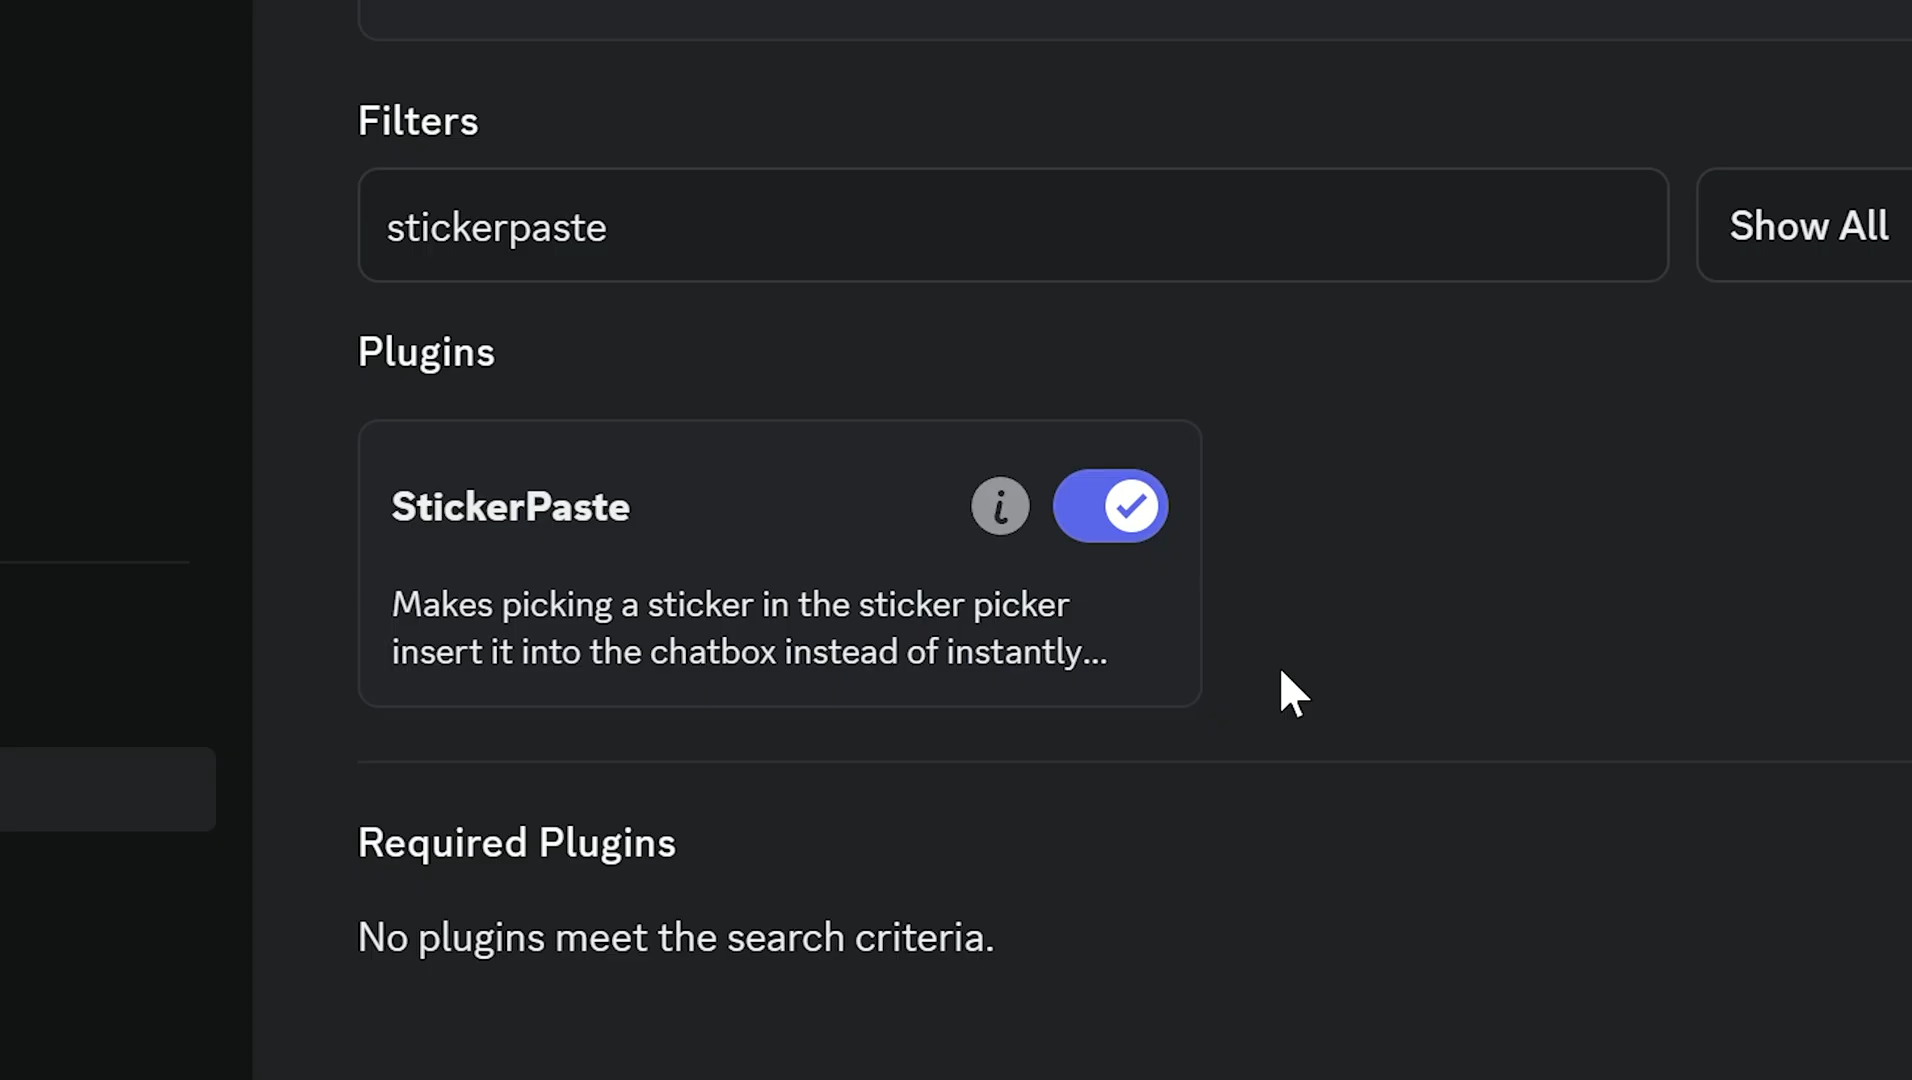 Filters
stickerpaste
Show All
Plugins
StickerPaste
Makes picking a sticker in the sticker picker
insert it into the chatbox instead of instantly...
Required Plugins
No plugins meet the search criteria.